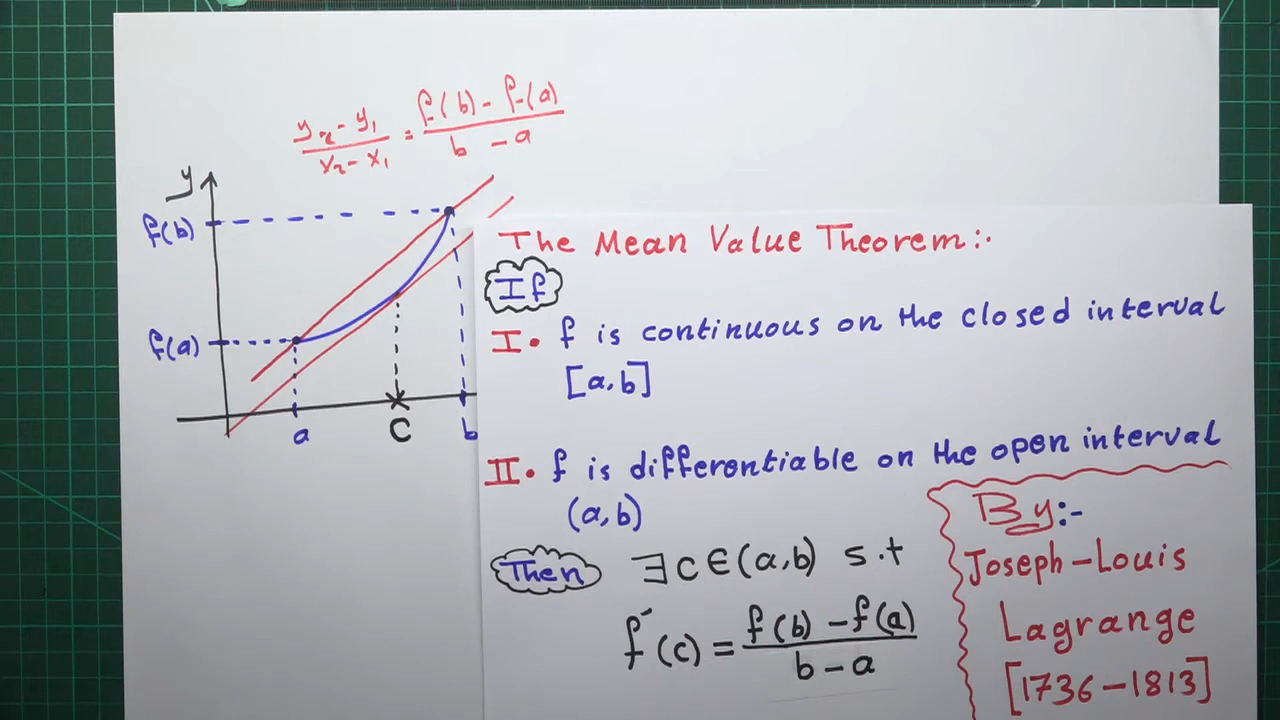 y₂ - y₁ / x₂ - x₁ = f(b) - f(a) / b - a
y
f(b)
f(a)
a
C
b
The Mean Value Theorem:.
If
I. f is continuous on the closed interval
[a,b]
II. f is differentiable on the open interval
(a,b)
Then ∃ c ∈ (a,b) s.t
f′(c) = f(b) - f(a) / b - a
By:-
Joseph-Louis
Lagrange
[1736-1813]